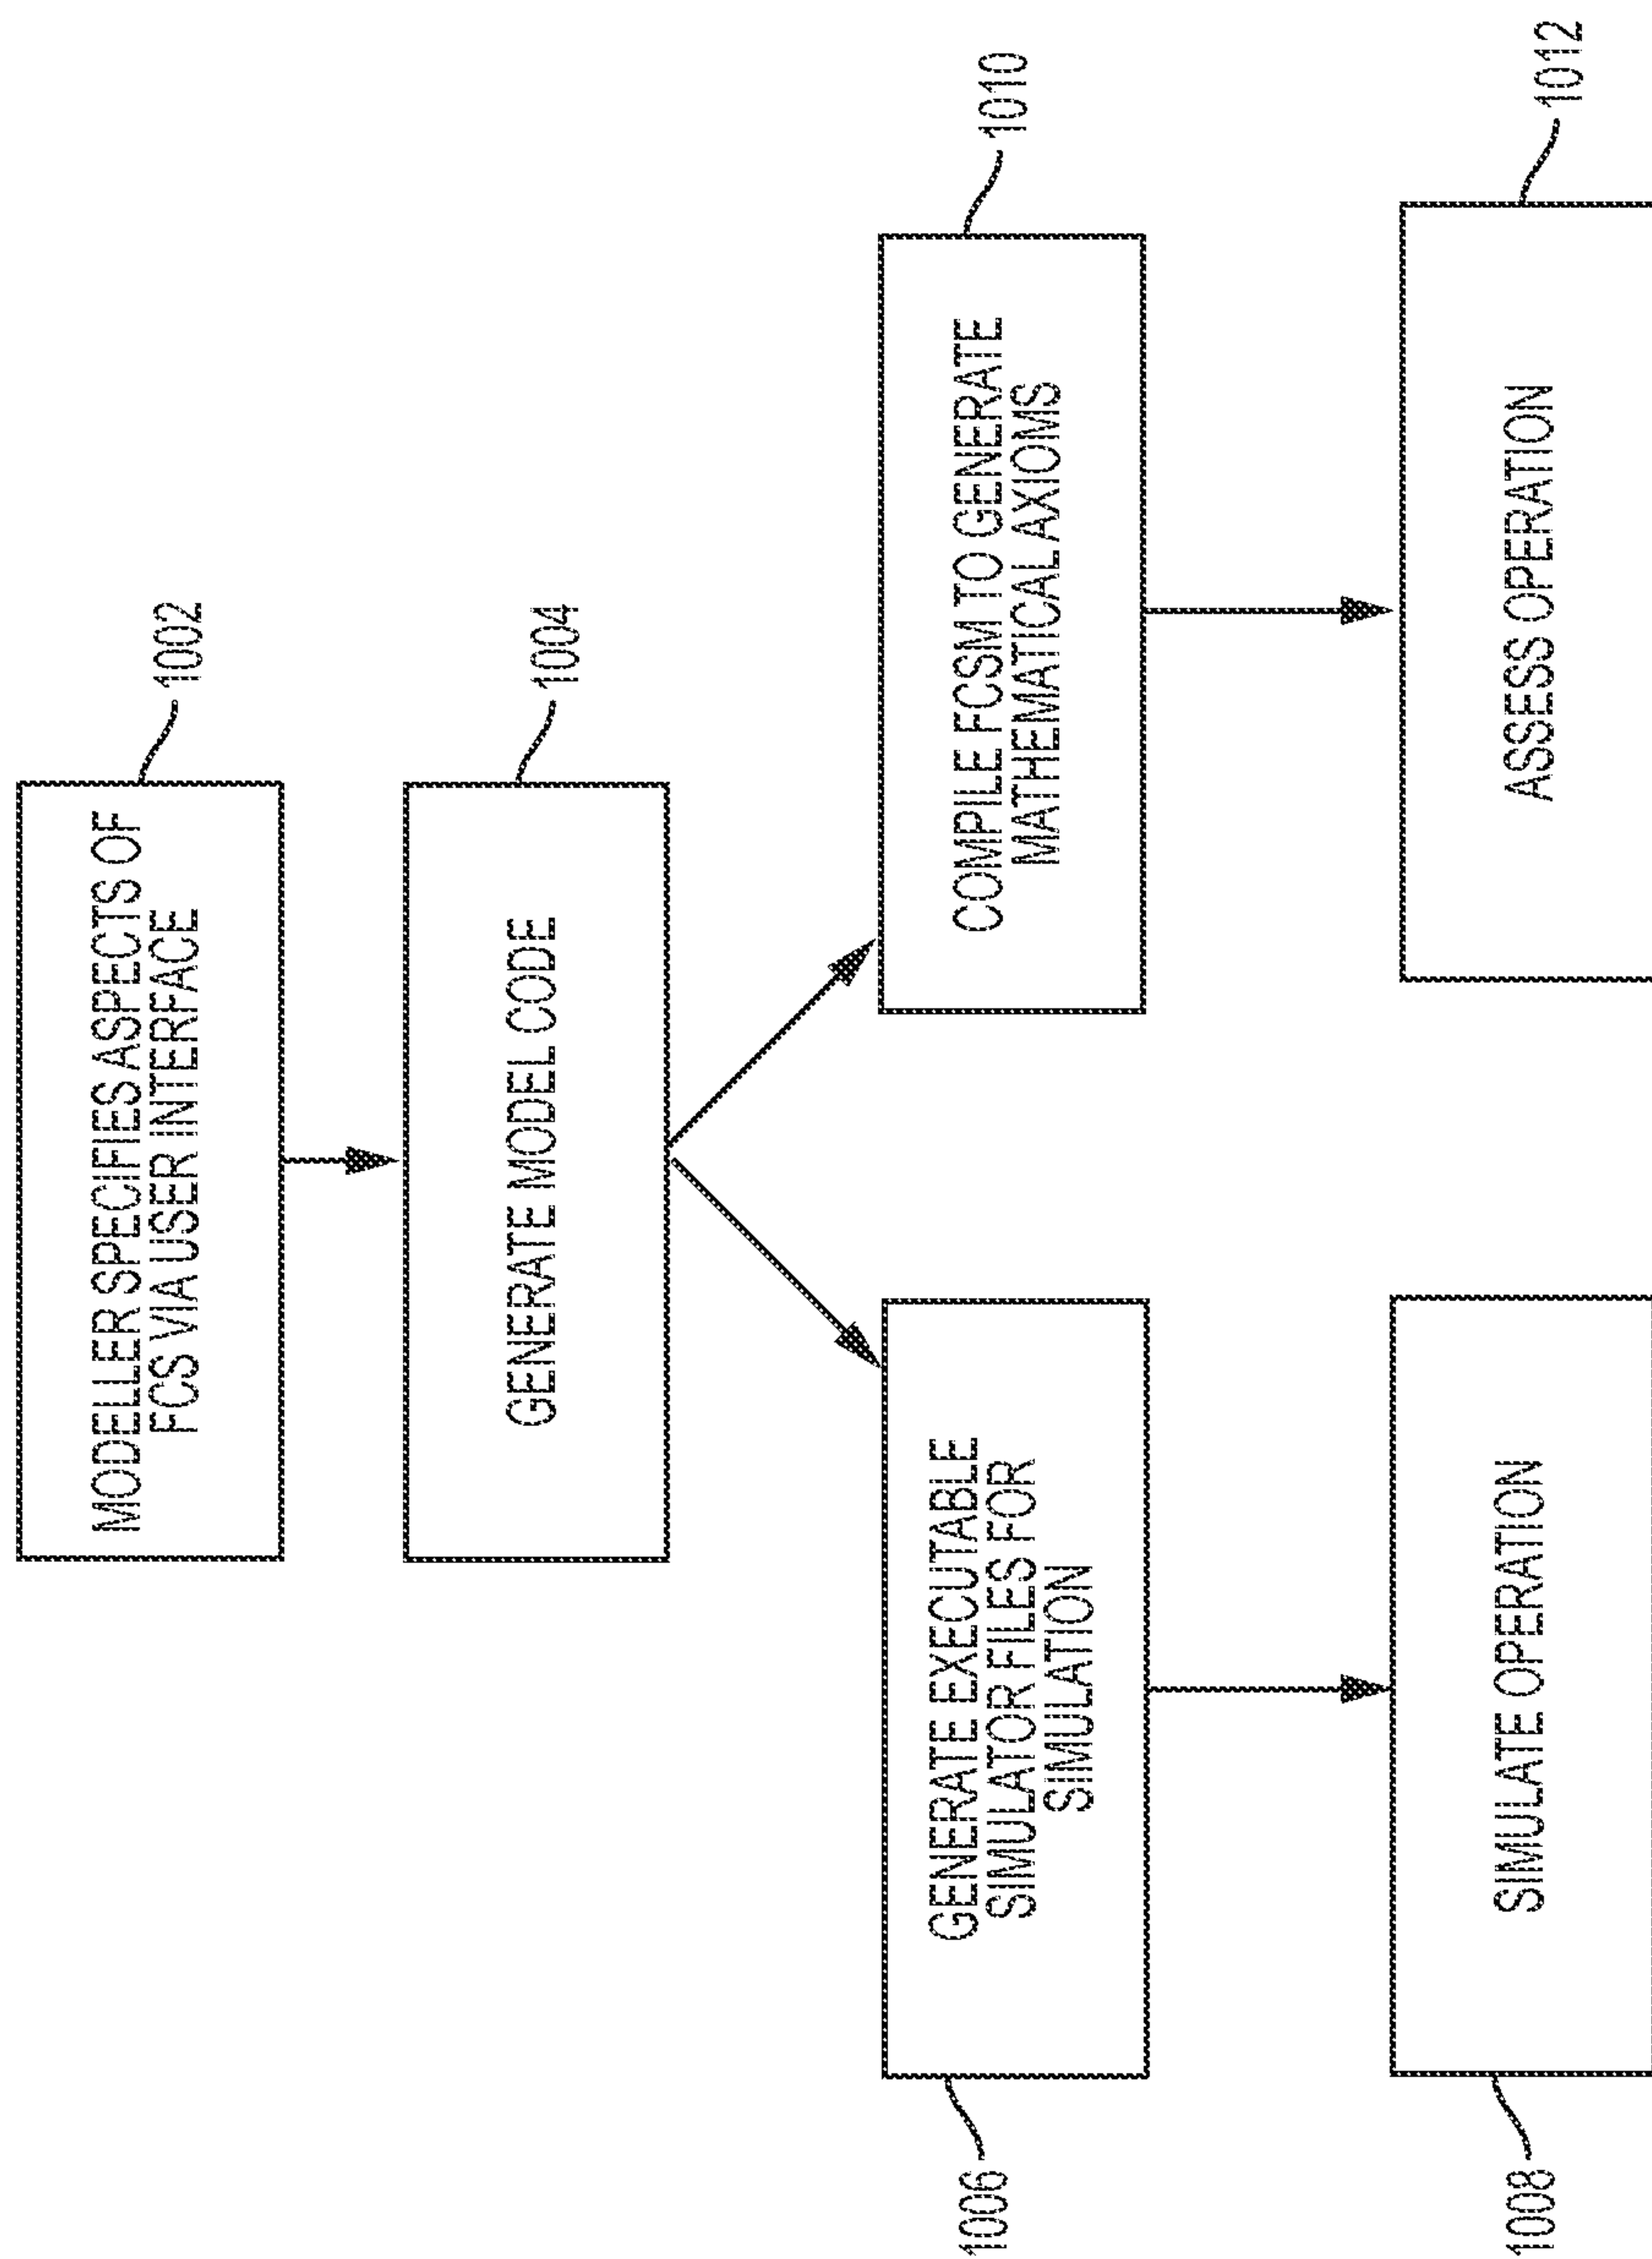 MODELLER SPECIFIES ASPECTS OF
FCS VIA USER INTERFACE
1002
GENERATE MODEL CODE
1004
GENERATE EXECUTABLE
SIMULATOR FILES FOR
SIMULATION
1006
COMPILE FCSM TO GENERATE
MATHEMATICAL AXIOMS
1010
SIMULATE OPERATION
1008
ASSESS OPERATION
1012